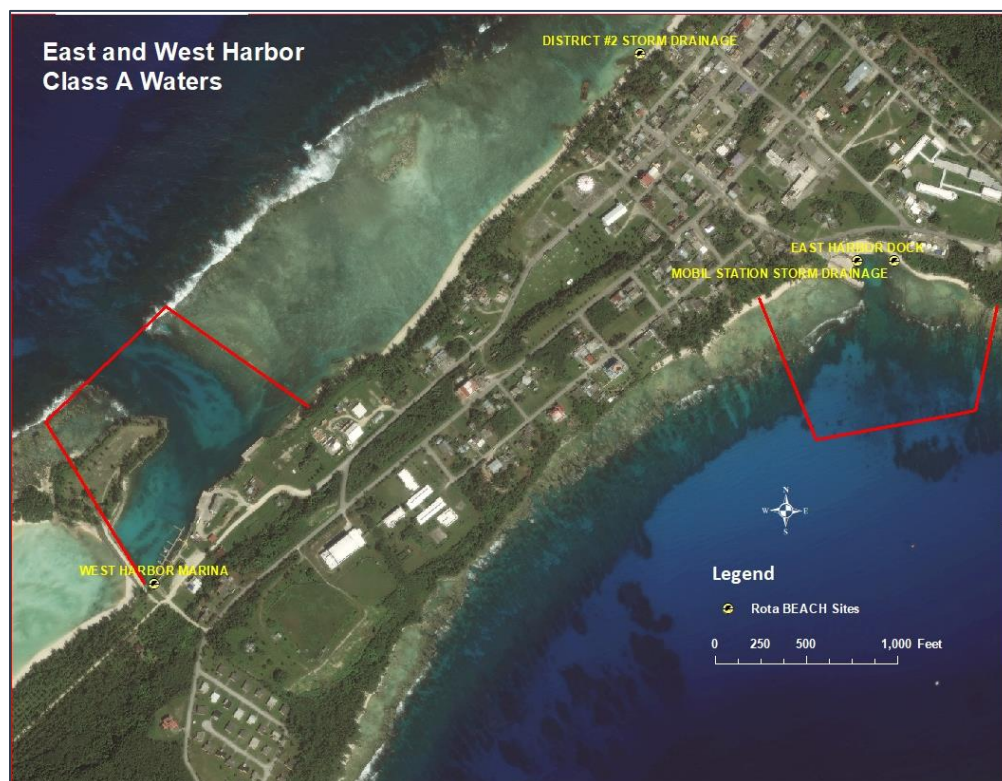 East and West Harbor
Class A Waters
DISTRICT #2 STORM DRAINAGE
EAST HARBOR DOCK
MOBIL STATION STORM DRAINAGE
WEST HARBOR MARINA
N
W E
S
Legend
Rota BEACH Sites
0 250 500 1,000 Feet